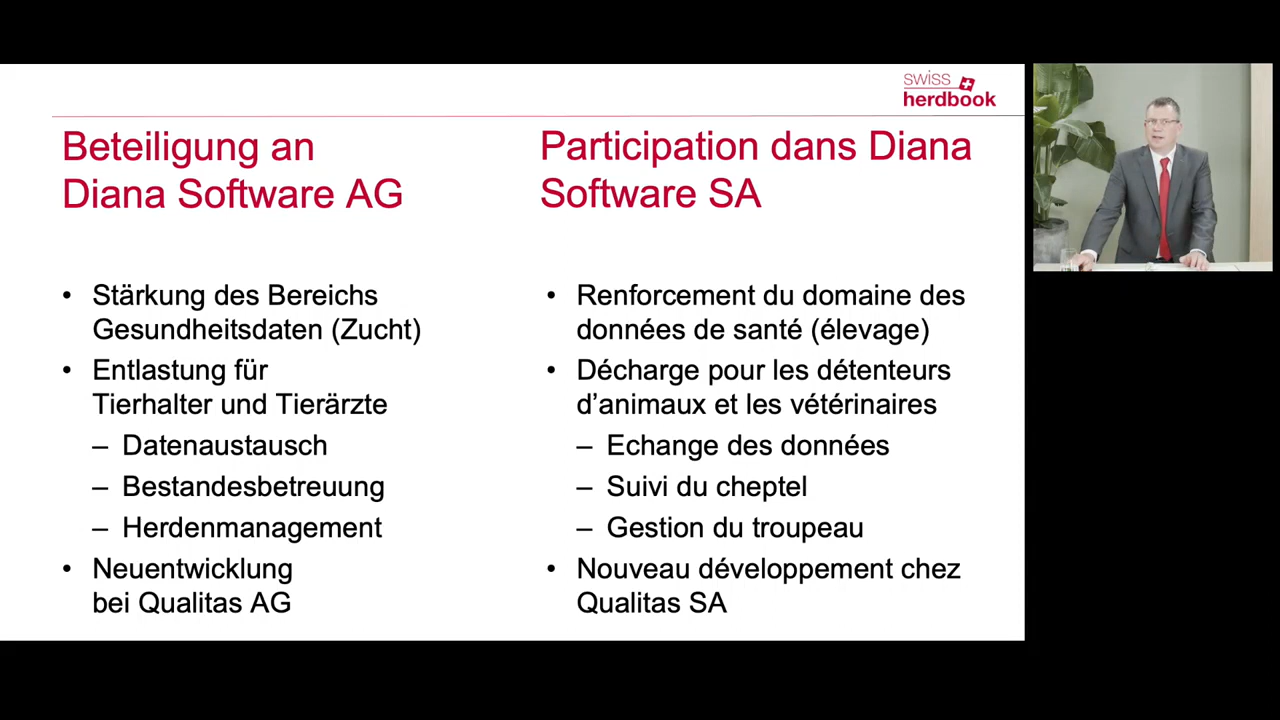 swiss
herdbook
Beteiligung an
Diana Software AG
• Stärkung des Bereichs
Gesundheitsdaten (Zucht)
• Entlastung für
Tierhalter und Tierärzte
– Datenaustausch
– Bestandesbetreuung
– Herdenmanagement
• Neuentwicklung
bei Qualitas AG
Participation dans Diana
Software SA
• Renforcement du domaine des
données de santé (élevage)
• Décharge pour les détenteurs
d’animaux et les vétérinaires
– Echange des données
– Suivi du cheptel
– Gestion du troupeau
• Nouveau développement chez
Qualitas SA